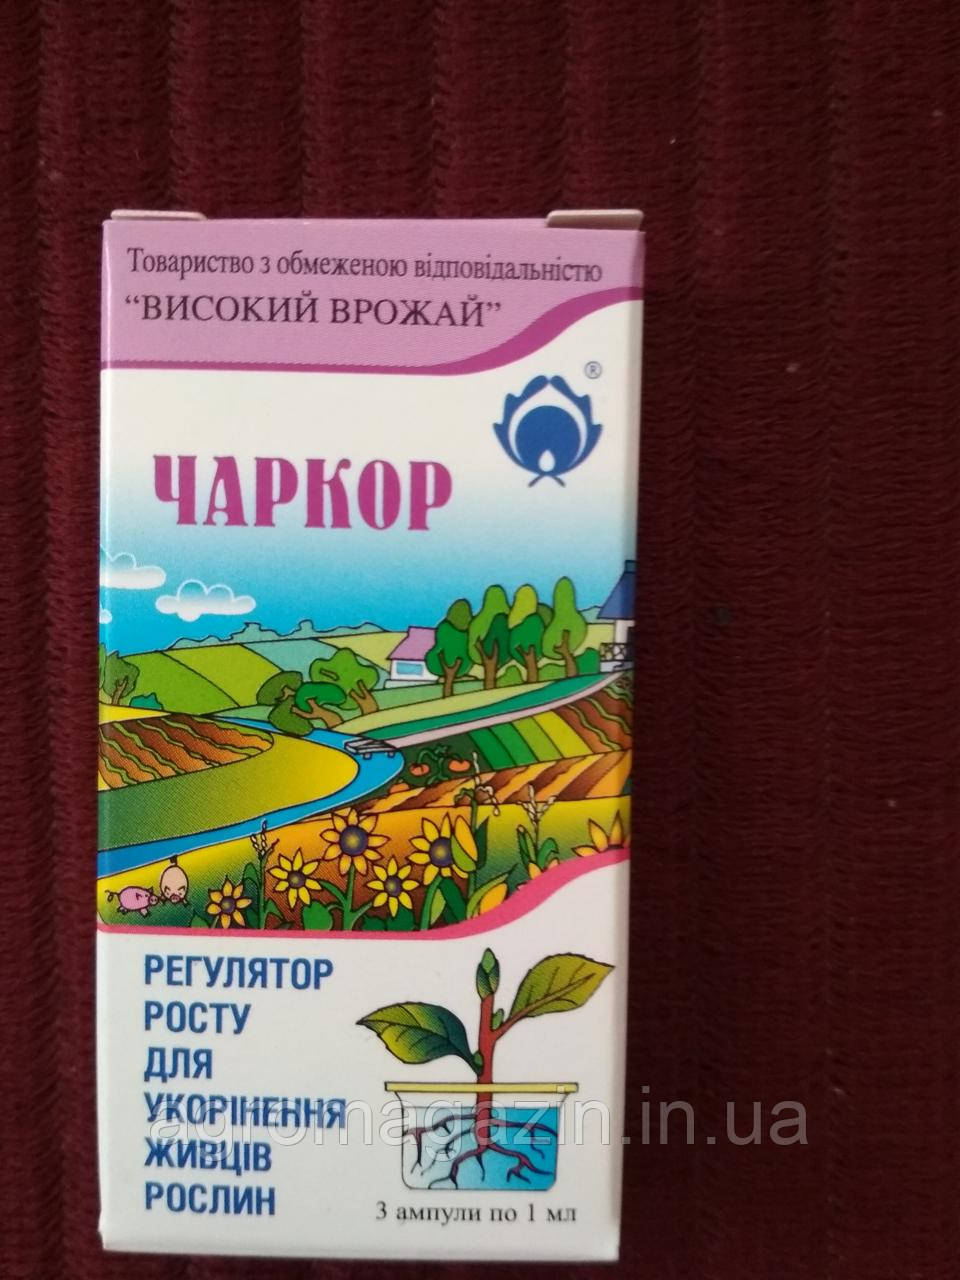 Товариство з обмеженою відповідальністю
“ВИСОКИЙ ВРОЖАЙ”
®
ЧАРКОР
РЕГУЛЯТОР
РОСТУ
ДЛЯ
УКОРІНЕННЯ
ЖИВЦІВ
РОСЛИН
agromagazin.in.ua
3 ампули по 1 мл